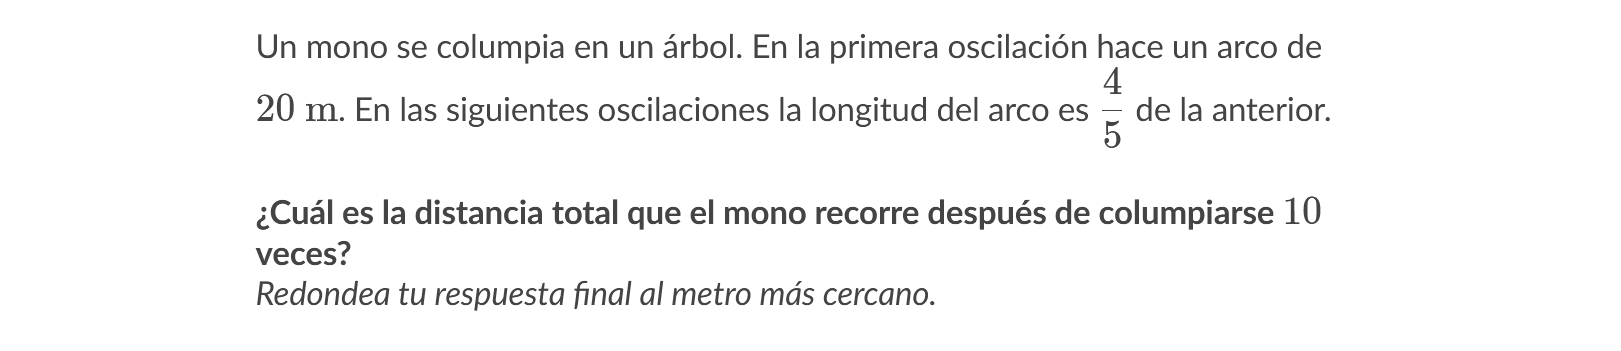 Un mono se columpia en un árbol. En la primera oscilación hace un arco de
20 m. En las siguientes oscilaciones la longitud del arco es 4/5 de la anterior.
¿Cuál es la distancia total que el mono recorre después de columpiarse 10
veces?
Redondea tu respuesta final al metro más cercano.